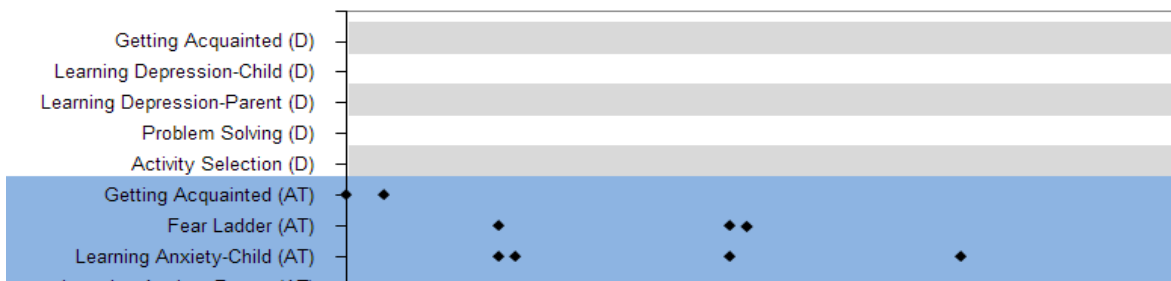 Getting Acquainted (D)
Learning Depression-Child (D)
Learning Depression-Parent (D)
Problem Solving (D)
Activity Selection (D)
Getting Acquainted (AT)
Fear Ladder (AT)
Learning Anxiety-Child (AT)